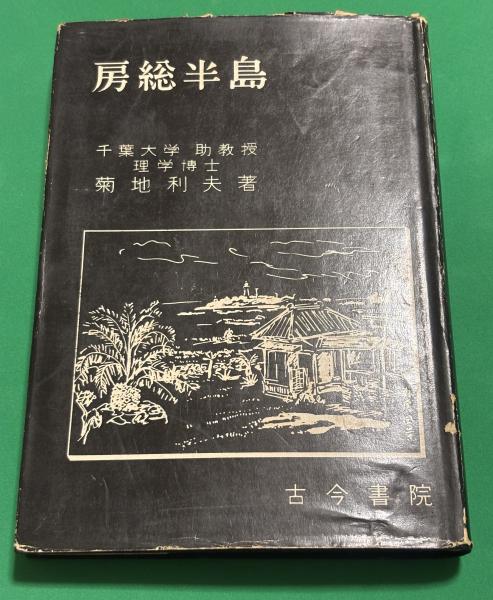 房総半島
千葉大学 助教授
理学博士
菊地利夫著
古今書院